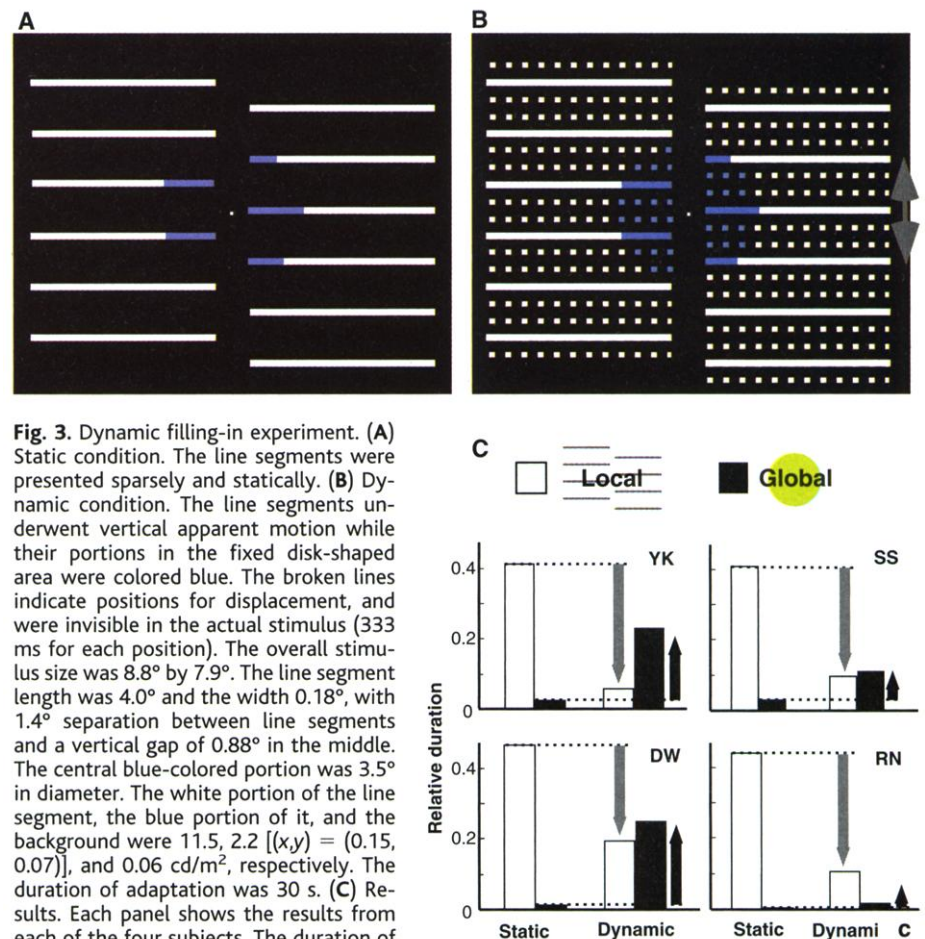 A
B
Fig. 3. Dynamic filling-in experiment. (A)
Static condition. The line segments were
presented sparsely and statically. (B) Dy-
namic condition. The line segments un-
derwent vertical apparent motion while
their portions in the fixed disk-shaped
area were colored blue. The broken lines
indicate positions for displacement, and
were invisible in the actual stimulus (333
ms for each position). The overall stimu-
lus size was 8.8° by 7.9°. The line segment
length was 4.0° and the width 0.18°, with
1.4° separation between line segments
and a vertical gap of 0.88° in the middle.
The central blue-colored portion was 3.5°
in diameter. The white portion of the line
segment, the blue portion of it, and the
background were 11.5, 2.2 [(x,y) = (0.15,
0.07)], and 0.06 cd/m², respectively. The
duration of adaptation was 30 s. (C) Re-
sults. Each panel shows the results from
each of the four subjects. The duration of
C
Local
Global
Relative duration
YK
0.4
0.2
0
SS
DW
0.4
0.2
0
RN
Static
Dynamic
Static
Dynami c